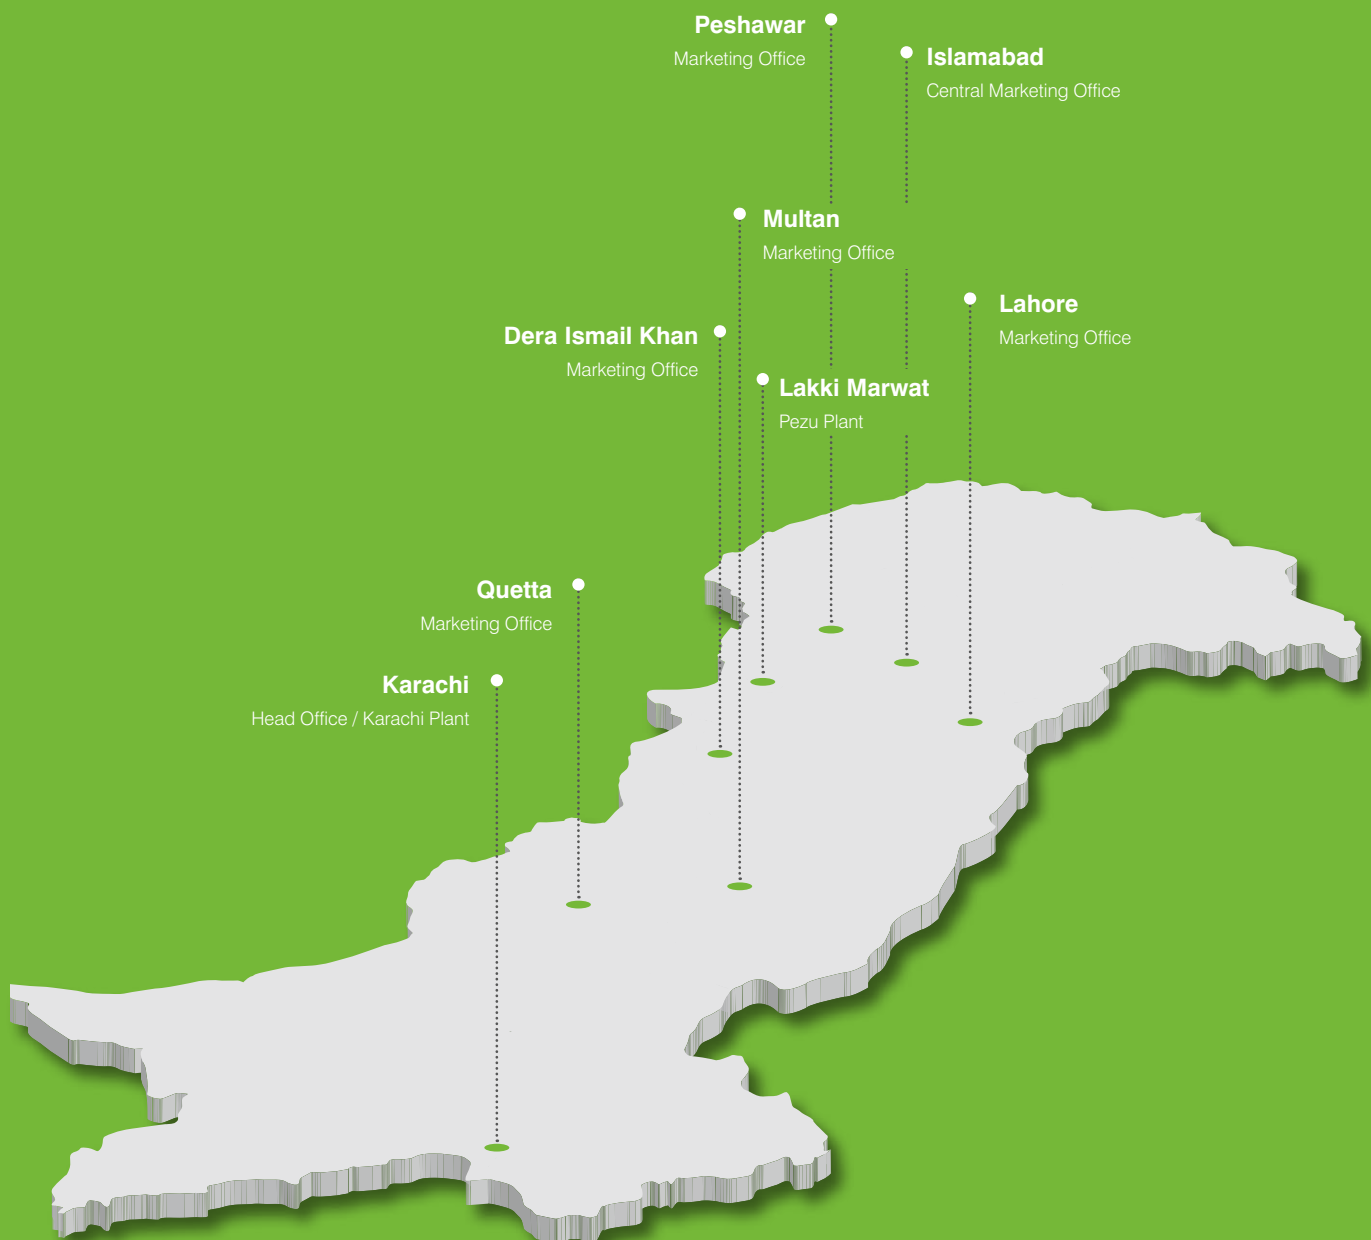 Peshawar
Marketing Office
Islamabad
Central Marketing Office
Multan
Marketing Office
Lahore
Marketing Office
Dera Ismail Khan
Marketing Office
Lakki Marwat
Pezu Plant
Quetta
Marketing Office
Karachi
Head Office / Karachi Plant